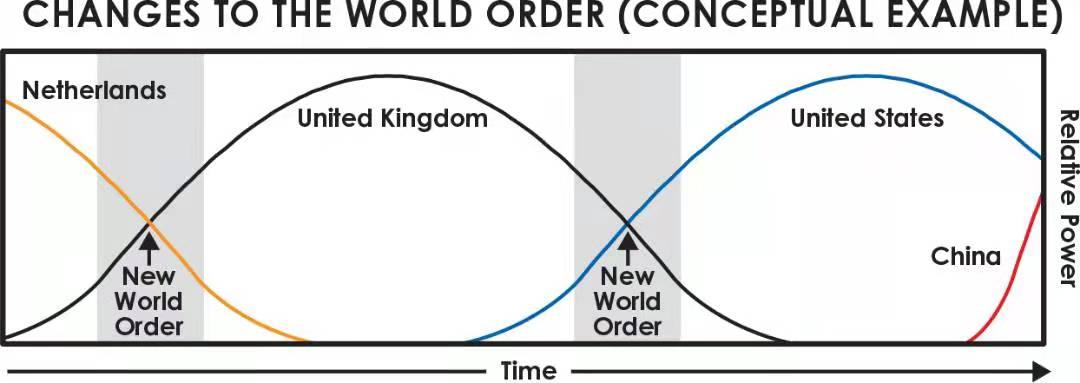 CHANGES TO THE WORLD ORDER (CONCEPTUAL EXAMPLE)
Netherlands
United Kingdom
United States
China
New
World
Order
New
World
Order
Relative Power
Time